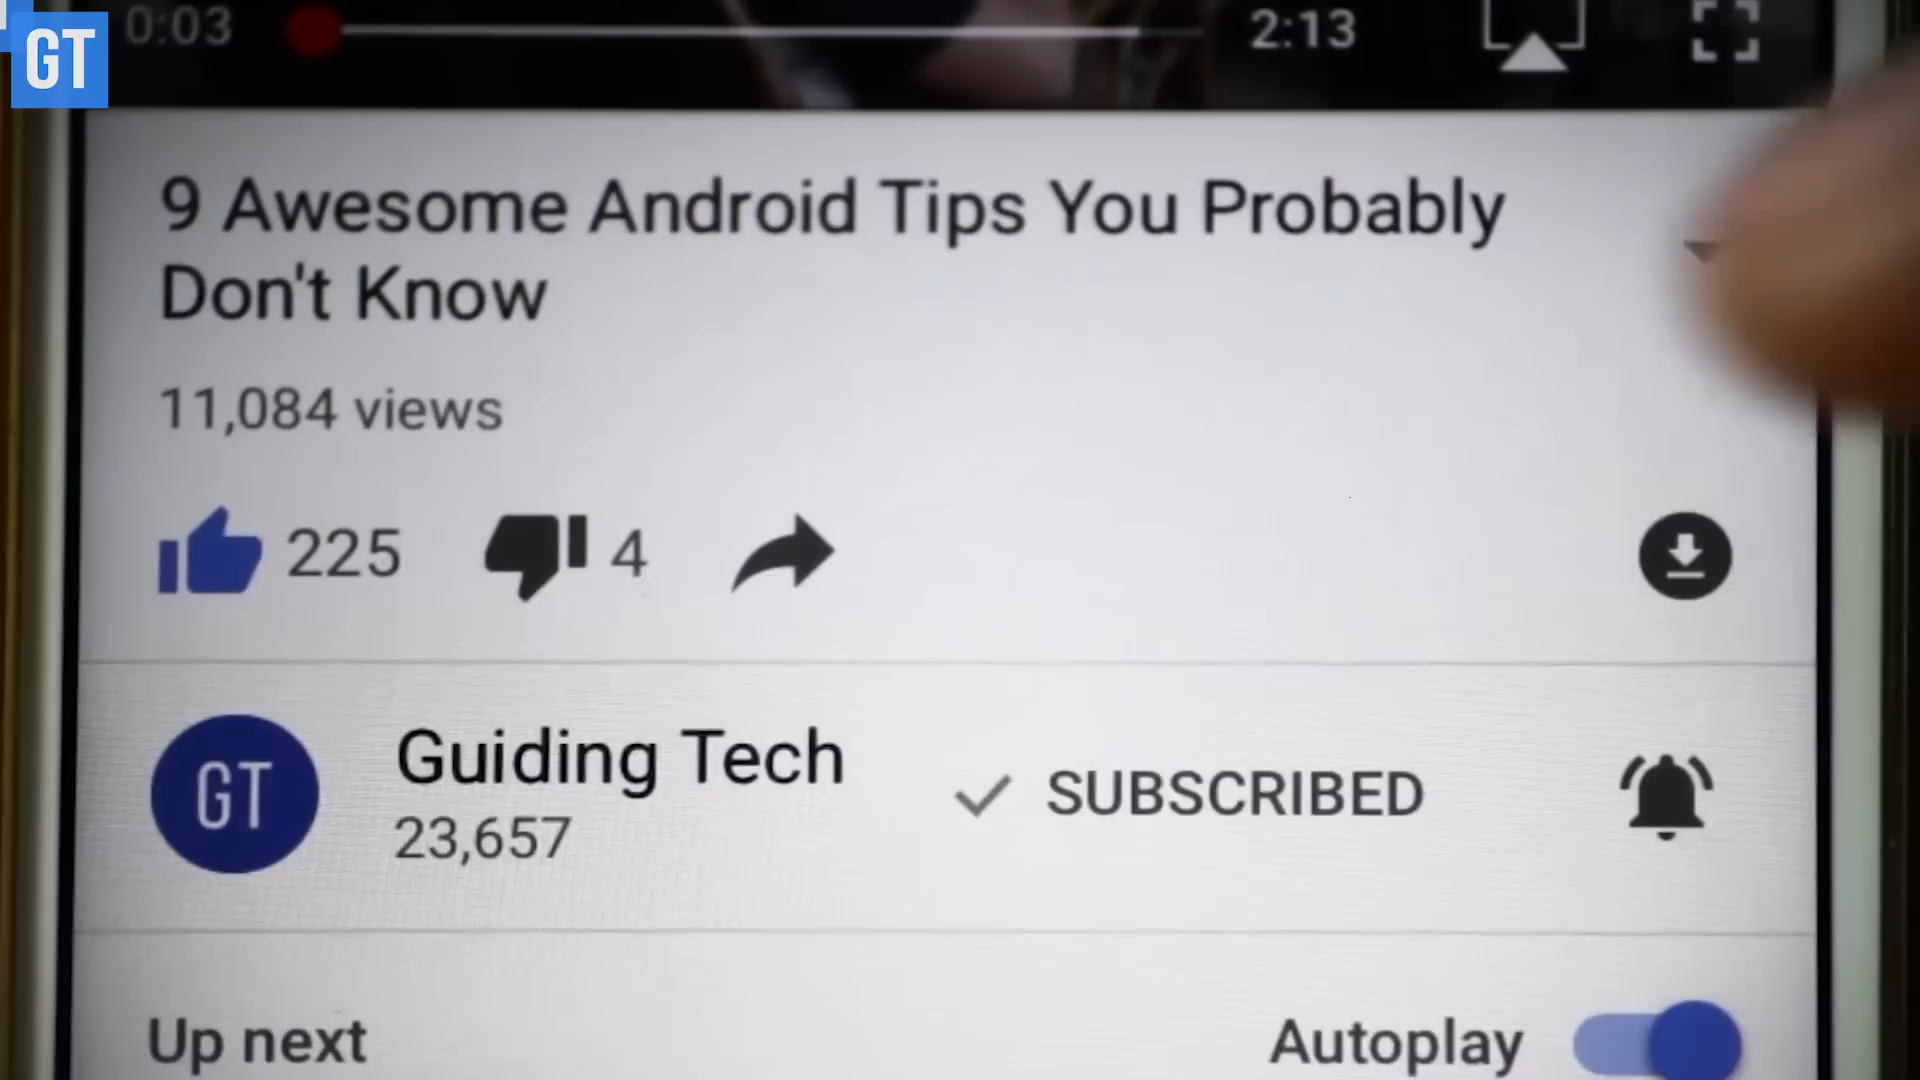 GT
0:03
2:13
9 Awesome Android Tips You Probably
Don't Know
11,084 views
225
4
GT
Guiding Tech
23,657
SUBSCRIBED
Up next
Autoplay